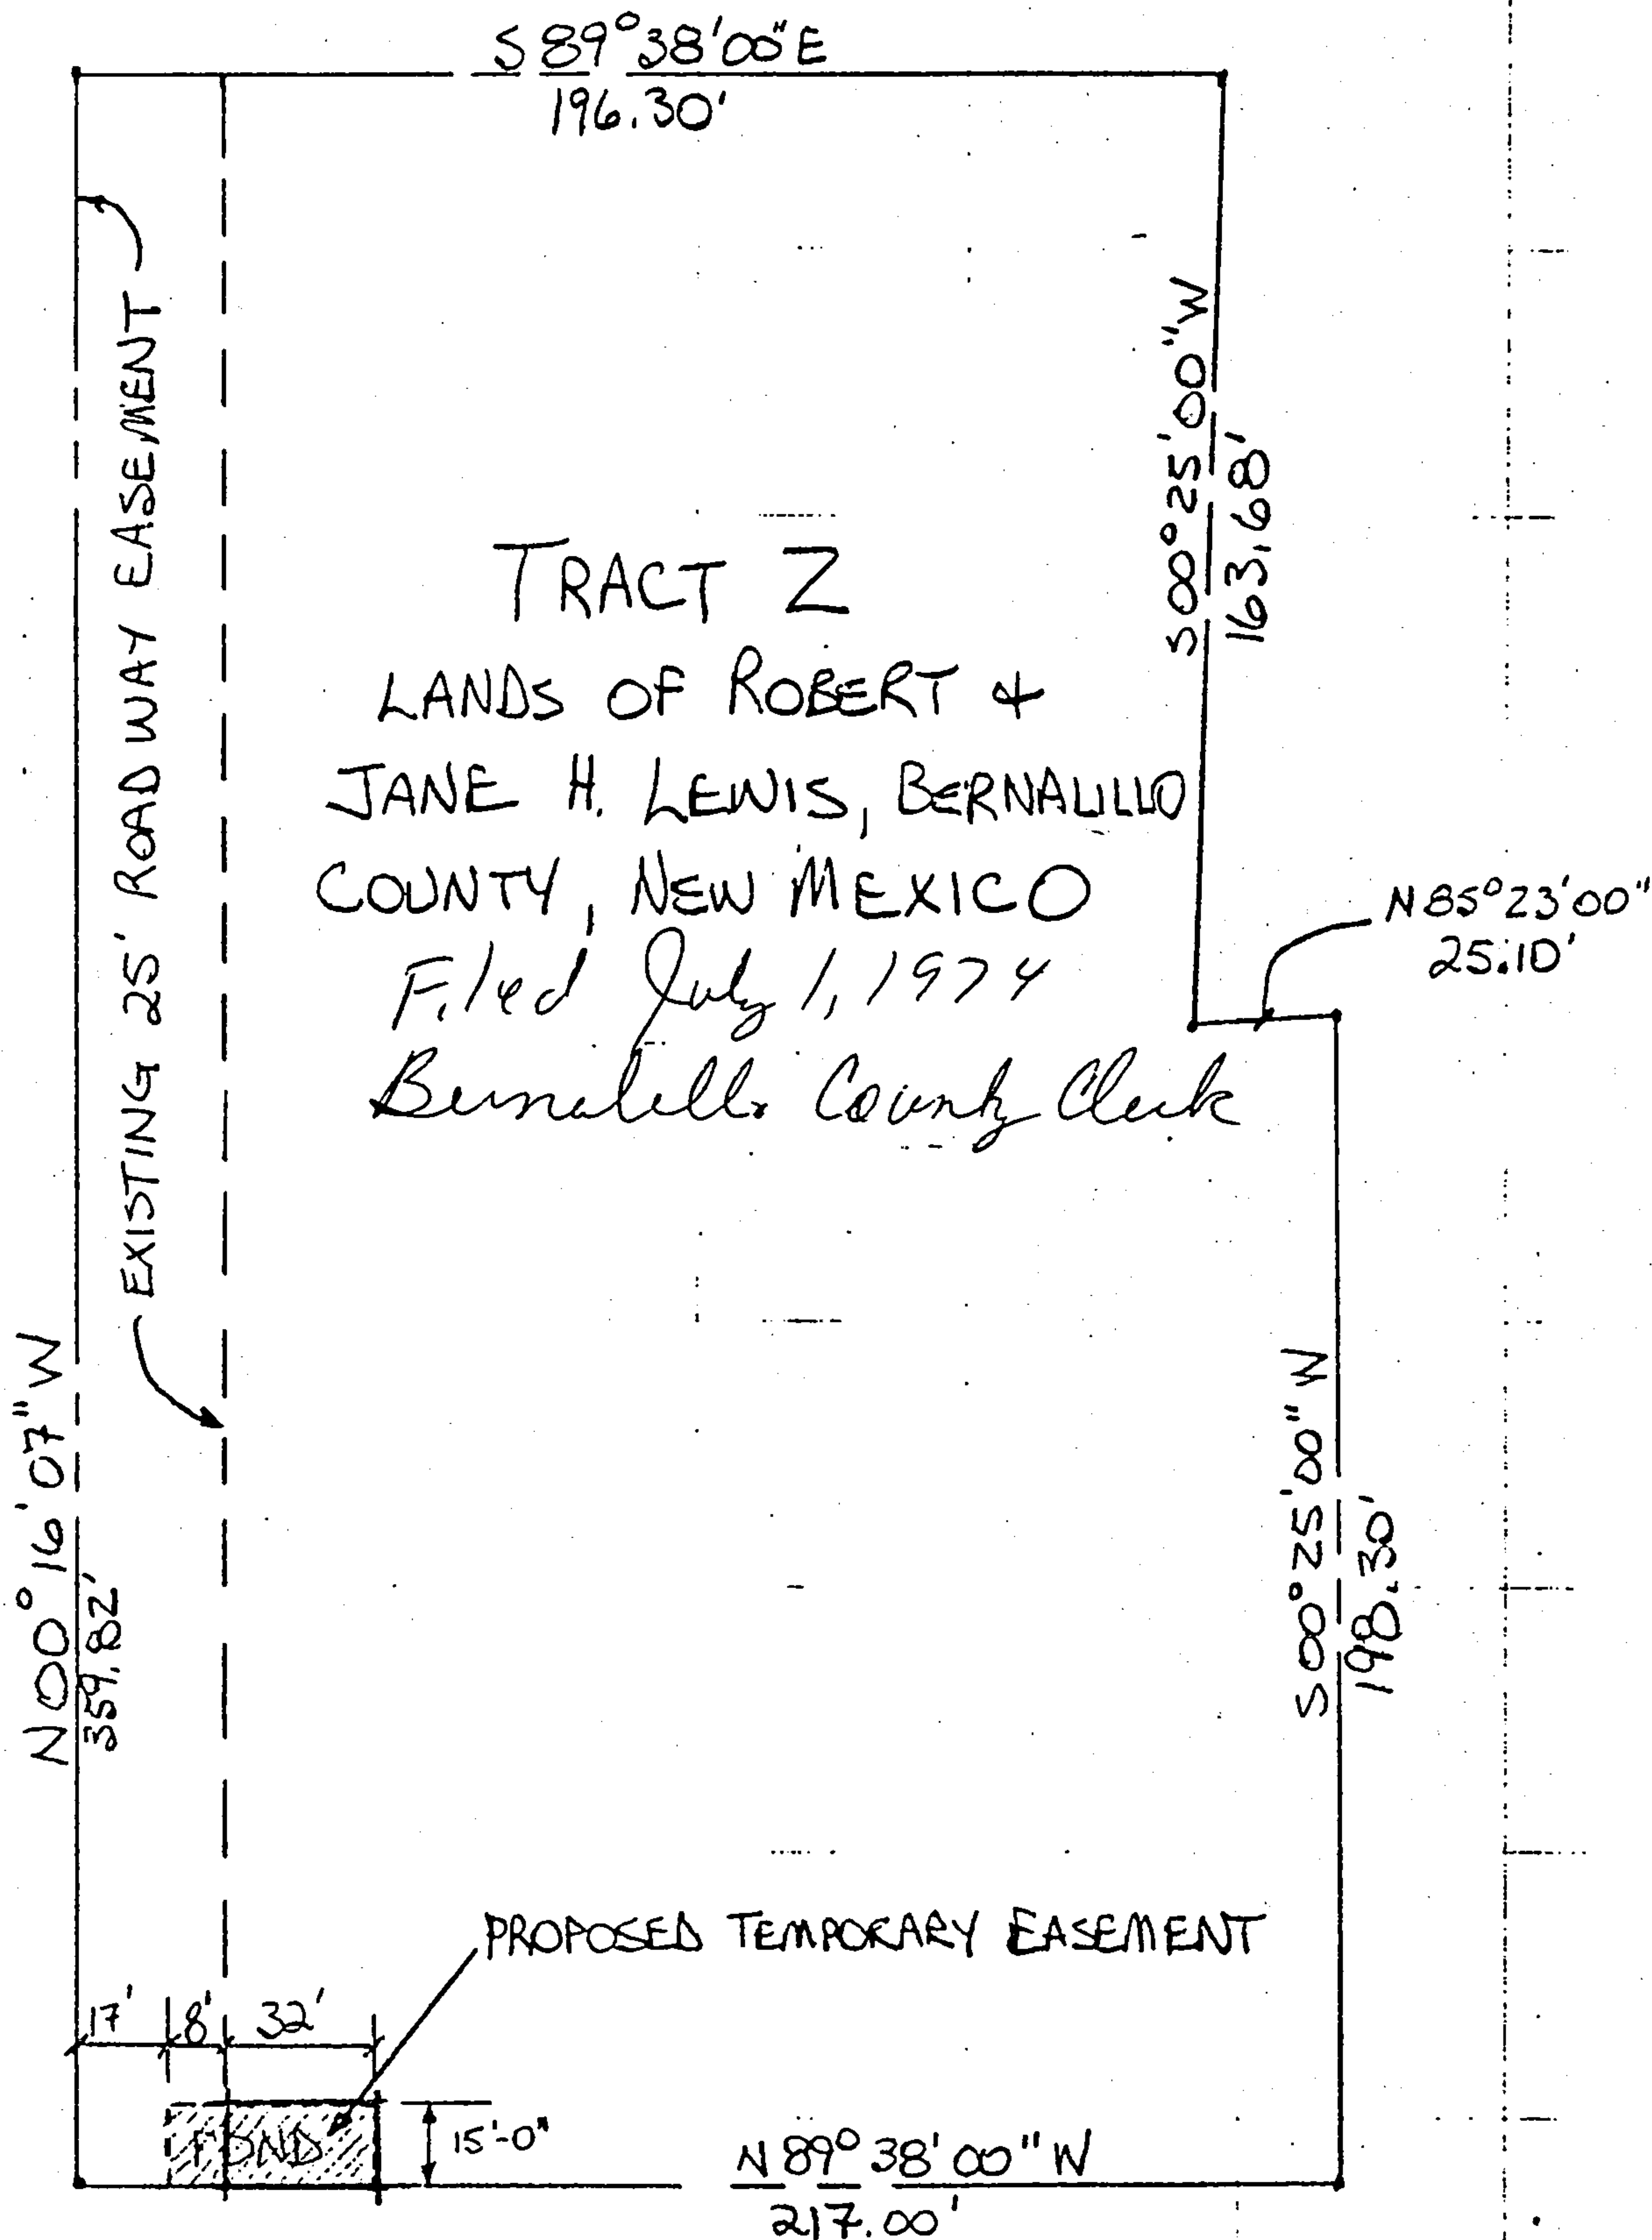 S 89° 38' 00" E
196.30'
EXISTING 25' ROADWAY EASEMENT
S 00° 25' 00" W
163.68'
TRACT Z
LANDS OF ROBERT &
JANE H. LEWIS, BERNALILLO
COUNTY, NEW MEXICO
Filed July 1, 1974
Bernalillo County Clerk
N 85° 23' 00"
25.10'
N 00° 16' 07" W
359.82'
S 00° 25' 00" W
198.30'
PROPOSED TEMPORARY EASEMENT
17' 8' 32'
POND
15'-0"
N 89° 38' 00" W
217.00'